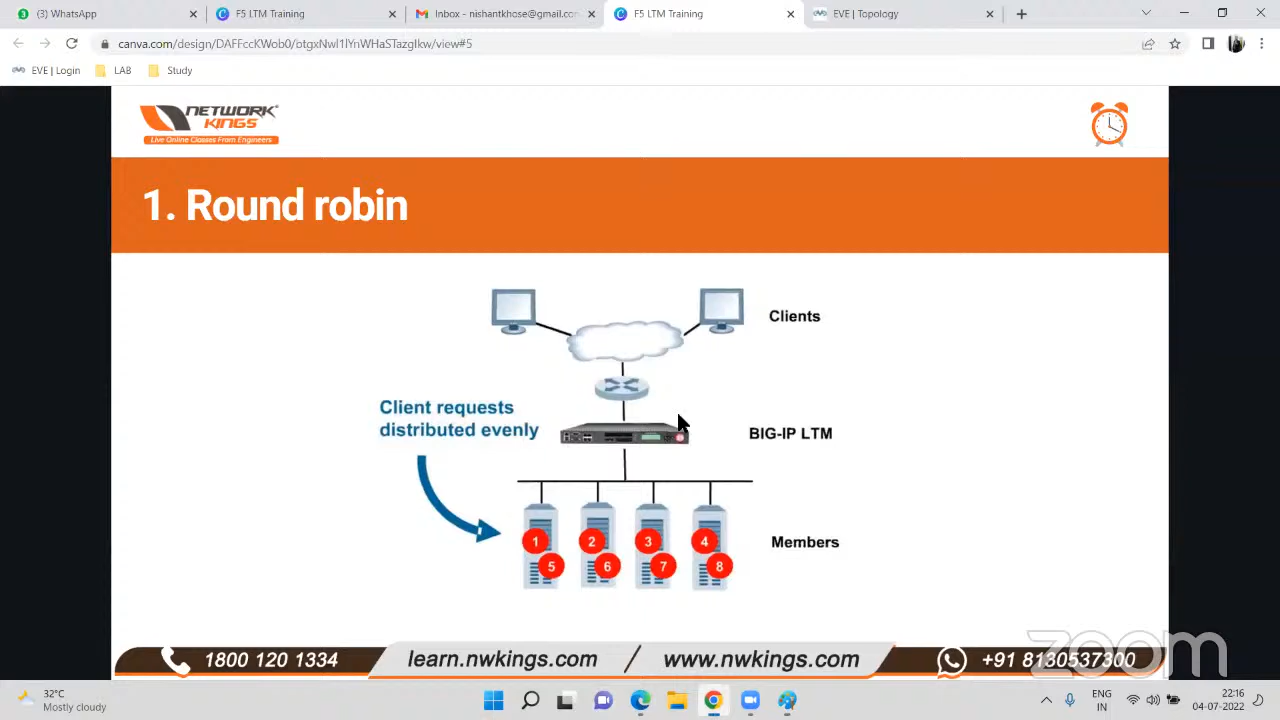 (3) WhatsApp
F5 LTM Training
Inbox - nishantkhose@gmail.com
F5 LTM Training
EVE | Topology
canva.com/design/DAFfccKWob0/btgxNwl1lYnWHaSTazgIkw/view#5
EVE | Login
LAB
Study
NETWORK
KINGS
Live Online Classes From Engineers
1. Round robin
Clients
Client requests
distributed evenly
BIG-IP LTM
1 2 3 4
5 6 7 8
Members
1800 120 1334
learn.nwkings.com
www.nwkings.com
+91 8130537300
zoom
32°C
Mostly cloudy
ENG
IN
22:16
04-07-2022